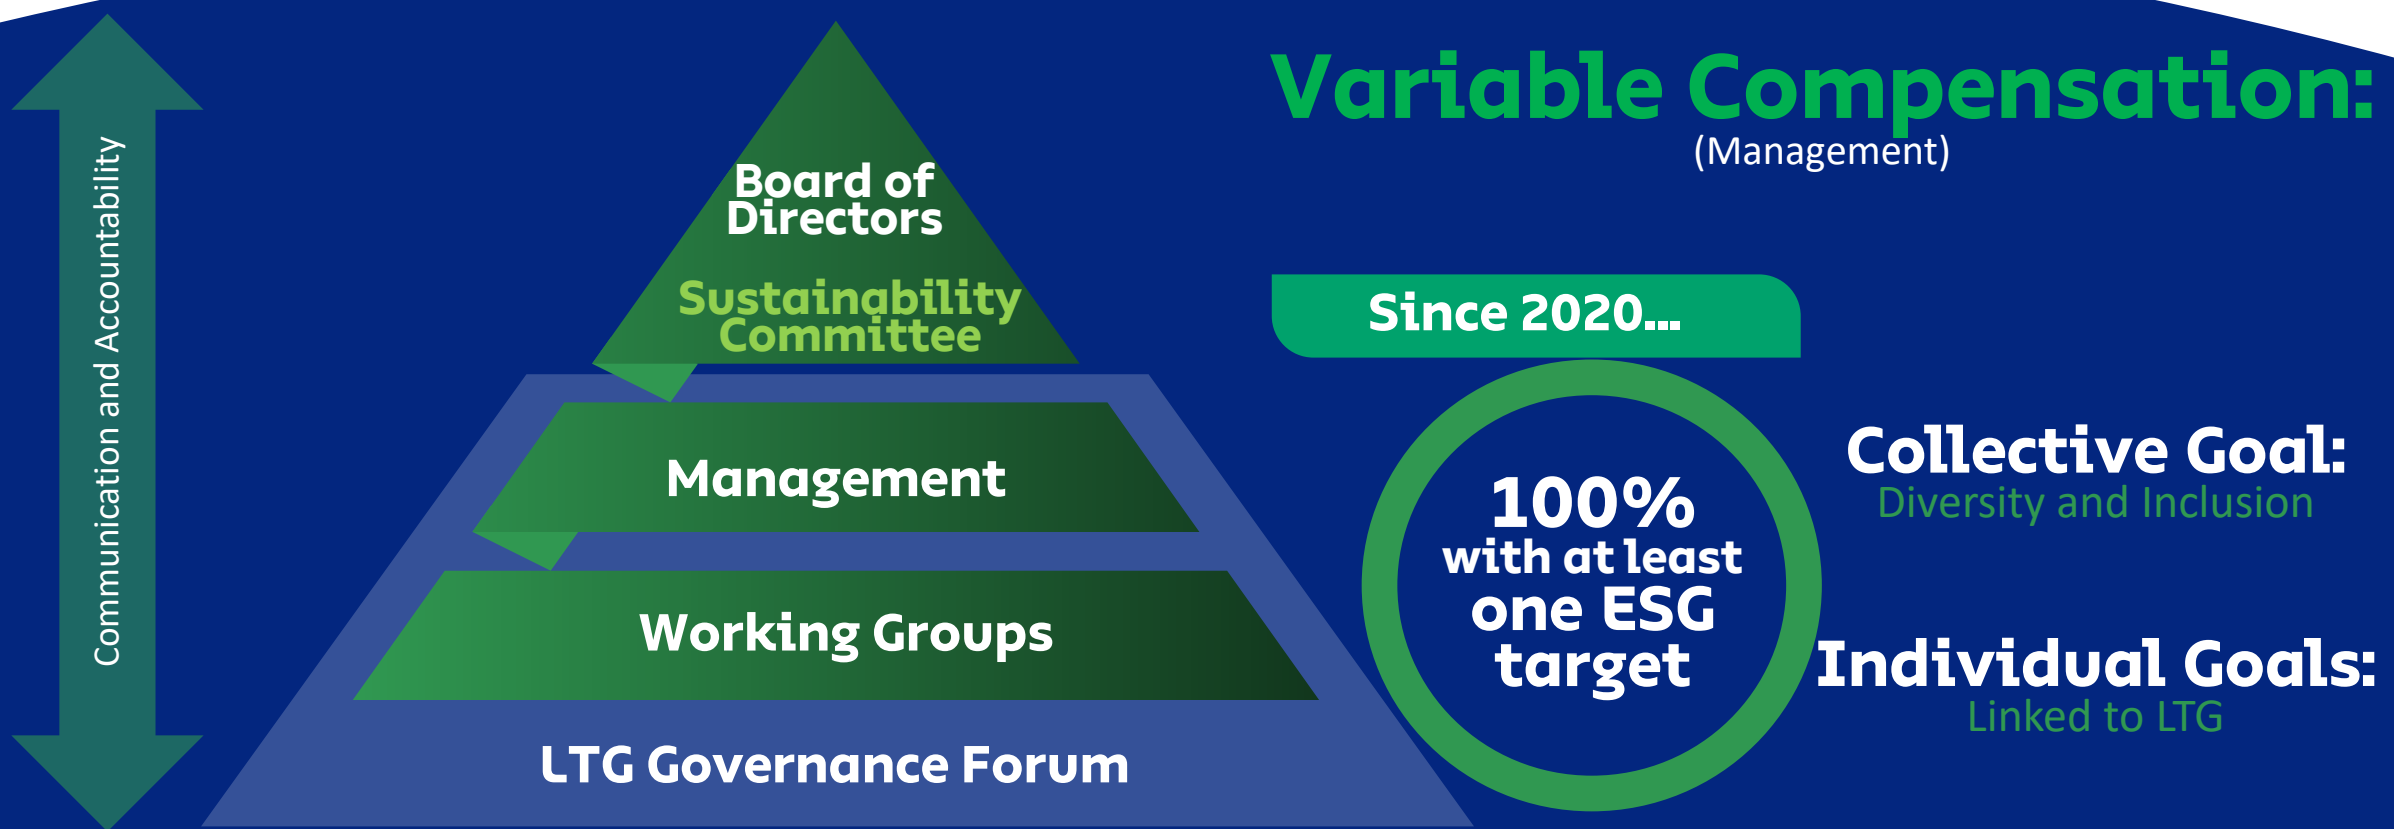 Communication and Accountability
Board of
Directors
Sustainability
Committee
Management
Working Groups
LTG Governance Forum
Variable Compensation:
(Management)
Since 2020...
100%
with at least
one ESG
target
Collective Goal:
Diversity and Inclusion
Individual Goals:
Linked to LTG